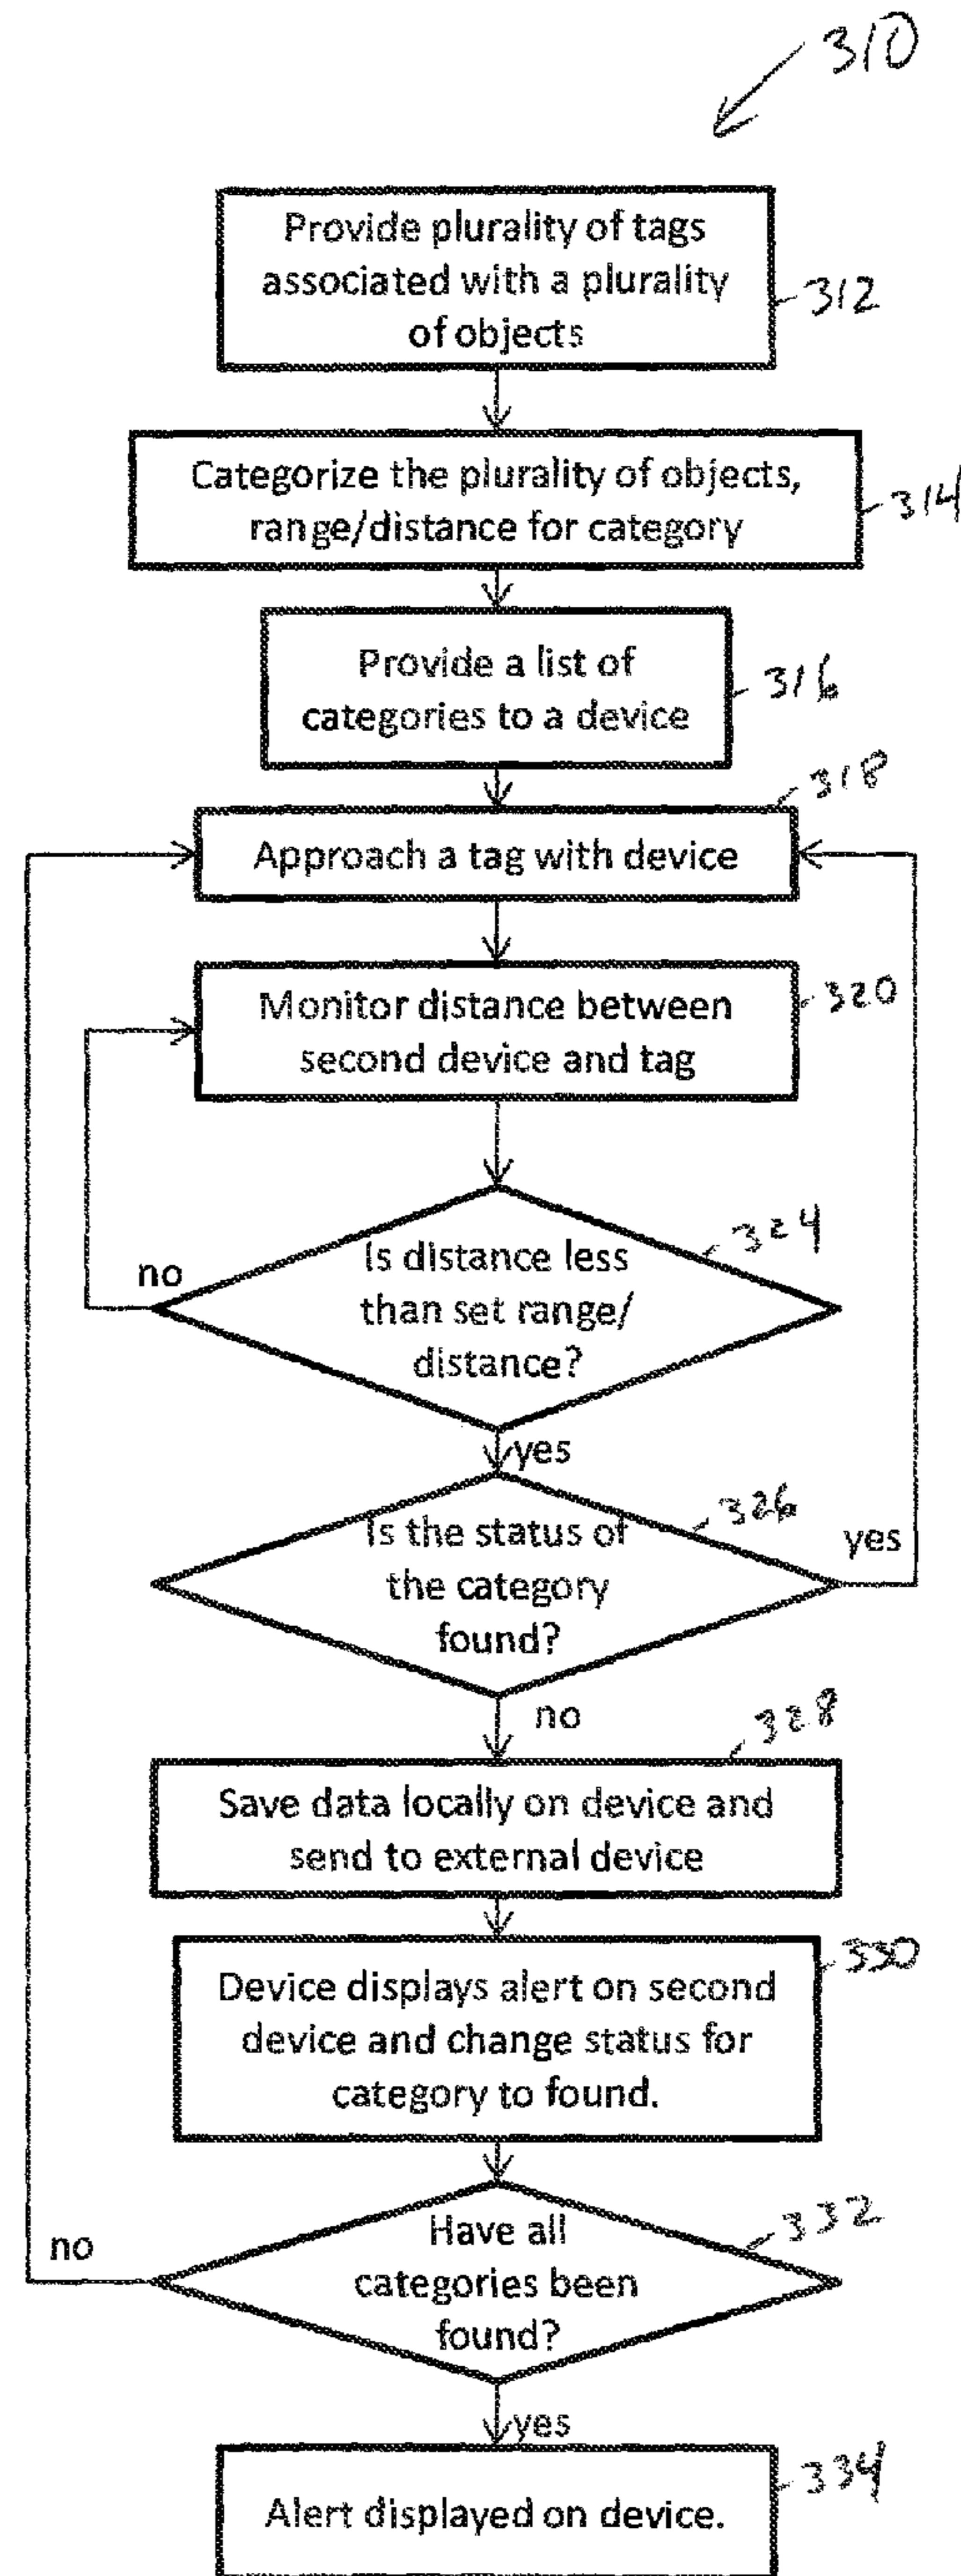 310
Provide plurality of tags
associated with a plurality
of objects
312
Categorize the plurality of objects,
range/distance for category
314
Provide a list of
categories to a device
316
318
Approach a tag with device
Monitor distance between
second device and tag
320
324
Is distance less
than set range/
distance?
no
yes
326
Is the status of
the category
found?
yes
no
328
Save data locally on device and
send to external device
330
Device displays alert on second
device and change status for
category to found.
332
Have all
categories been
found?
no
yes
334
Alert displayed on device.